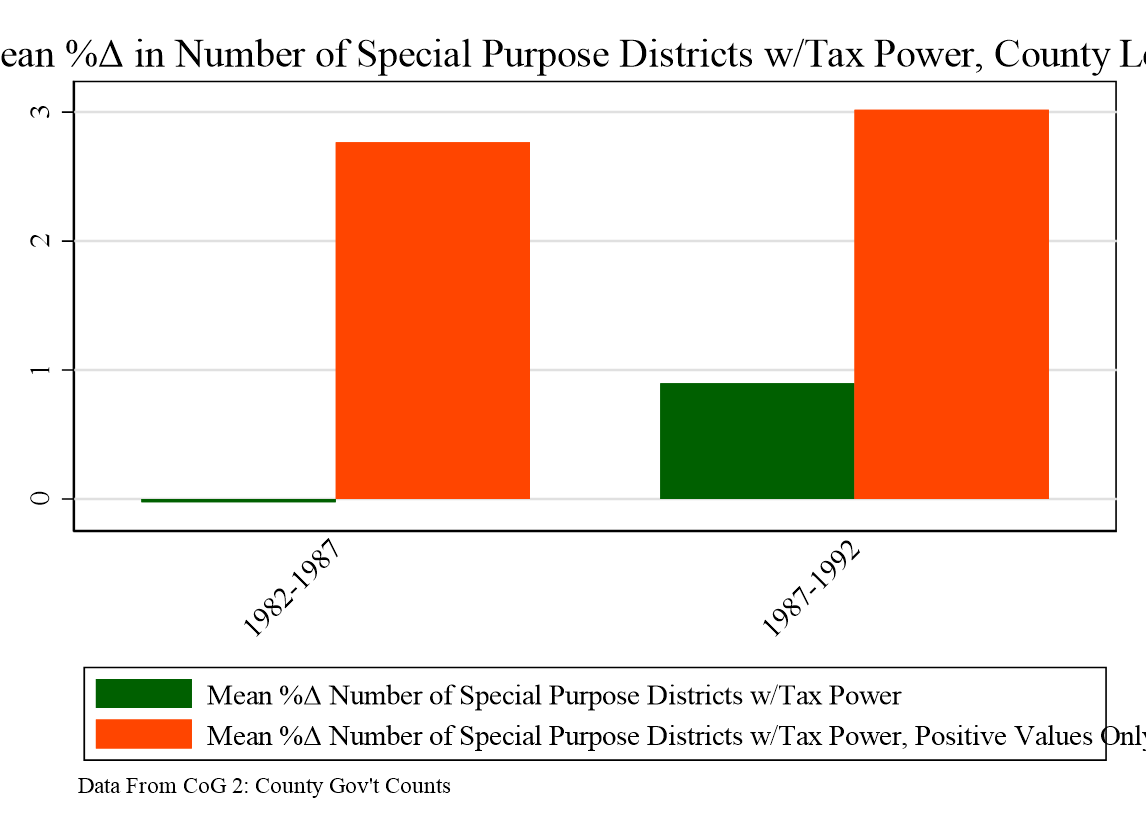 ean %Δ in Number of Special Purpose Districts w/Tax Power, County L
3
2
1
0
1982-1987
1987-1992
Mean %Δ Number of Special Purpose Districts w/Tax Power
Mean %Δ Number of Special Purpose Districts w/Tax Power, Positive Values Only
Data From CoG 2: County Gov't Counts